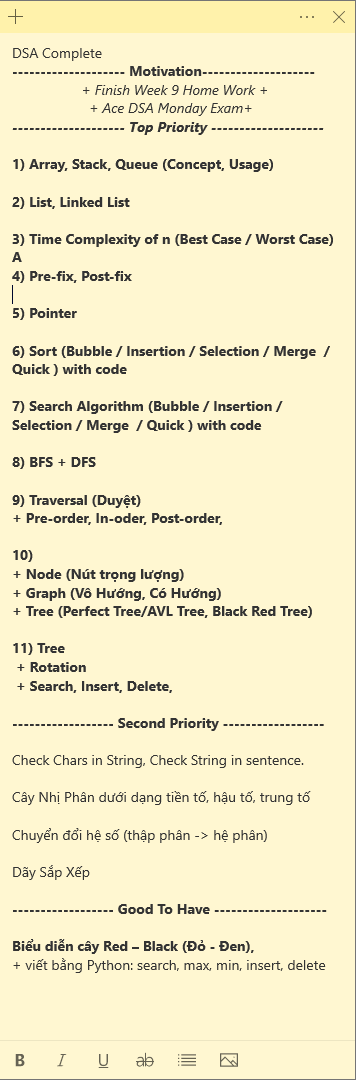 DSA Complete
-------------------- Motivation--------------------
+ Finish Week 9 Home Work +
+ Ace DSA Monday Exam+
-------------------- Top Priority --------------------
1) Array, Stack, Queue (Concept, Usage)
2) List, Linked List
3) Time Complexity of n (Best Case / Worst Case)
A
4) Pre-fix, Post-fix
5) Pointer
6) Sort (Bubble / Insertion / Selection / Merge  /
Quick ) with code
7) Search Algorithm (Bubble / Insertion /
Selection / Merge  / Quick ) with code
8) BFS + DFS
9) Traversal (Duyệt)
+ Pre-order, In-oder, Post-order,
10)
+ Node (Nút trọng lượng)
+ Graph (Vô Hướng, Có Hướng)
+ Tree (Perfect Tree/AVL Tree, Black Red Tree)
11) Tree
+ Rotation
+ Search, Insert, Delete,
------------------ Second Priority ------------------
Check Chars in String, Check String in sentence.
Cây Nhị Phân dưới dạng tiền tố, hậu tố, trung tố
Chuyển đổi hệ số (thập phân -> hệ phân)
Dãy Sắp Xếp
------------------ Good To Have --------------------
Biểu diễn cây Red – Black (Đỏ - Đen),
+ viết bằng Python: search, max, min, insert, delete
B I U ab